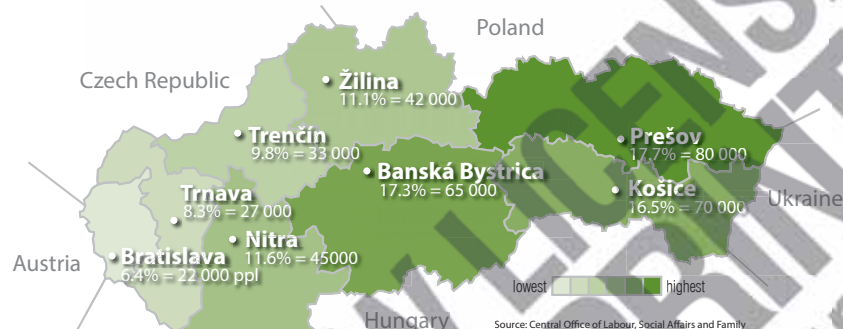 Poland
Czech Republic
Žilina
11.1% = 42 000
Trenčín
9.8% = 33 000
Prešov
17.7% = 80 000
Banská Bystrica
17.3% = 65 000
Košice
16.5% = 70 000
Trnava
8.3% = 27 000
Ukraine
Nitra
11.6% = 45000
Bratislava
6.4% = 22 000 ppl
Austria
lowest
highest
Hungary
Source: Central Office of Labour, Social Affairs and Family